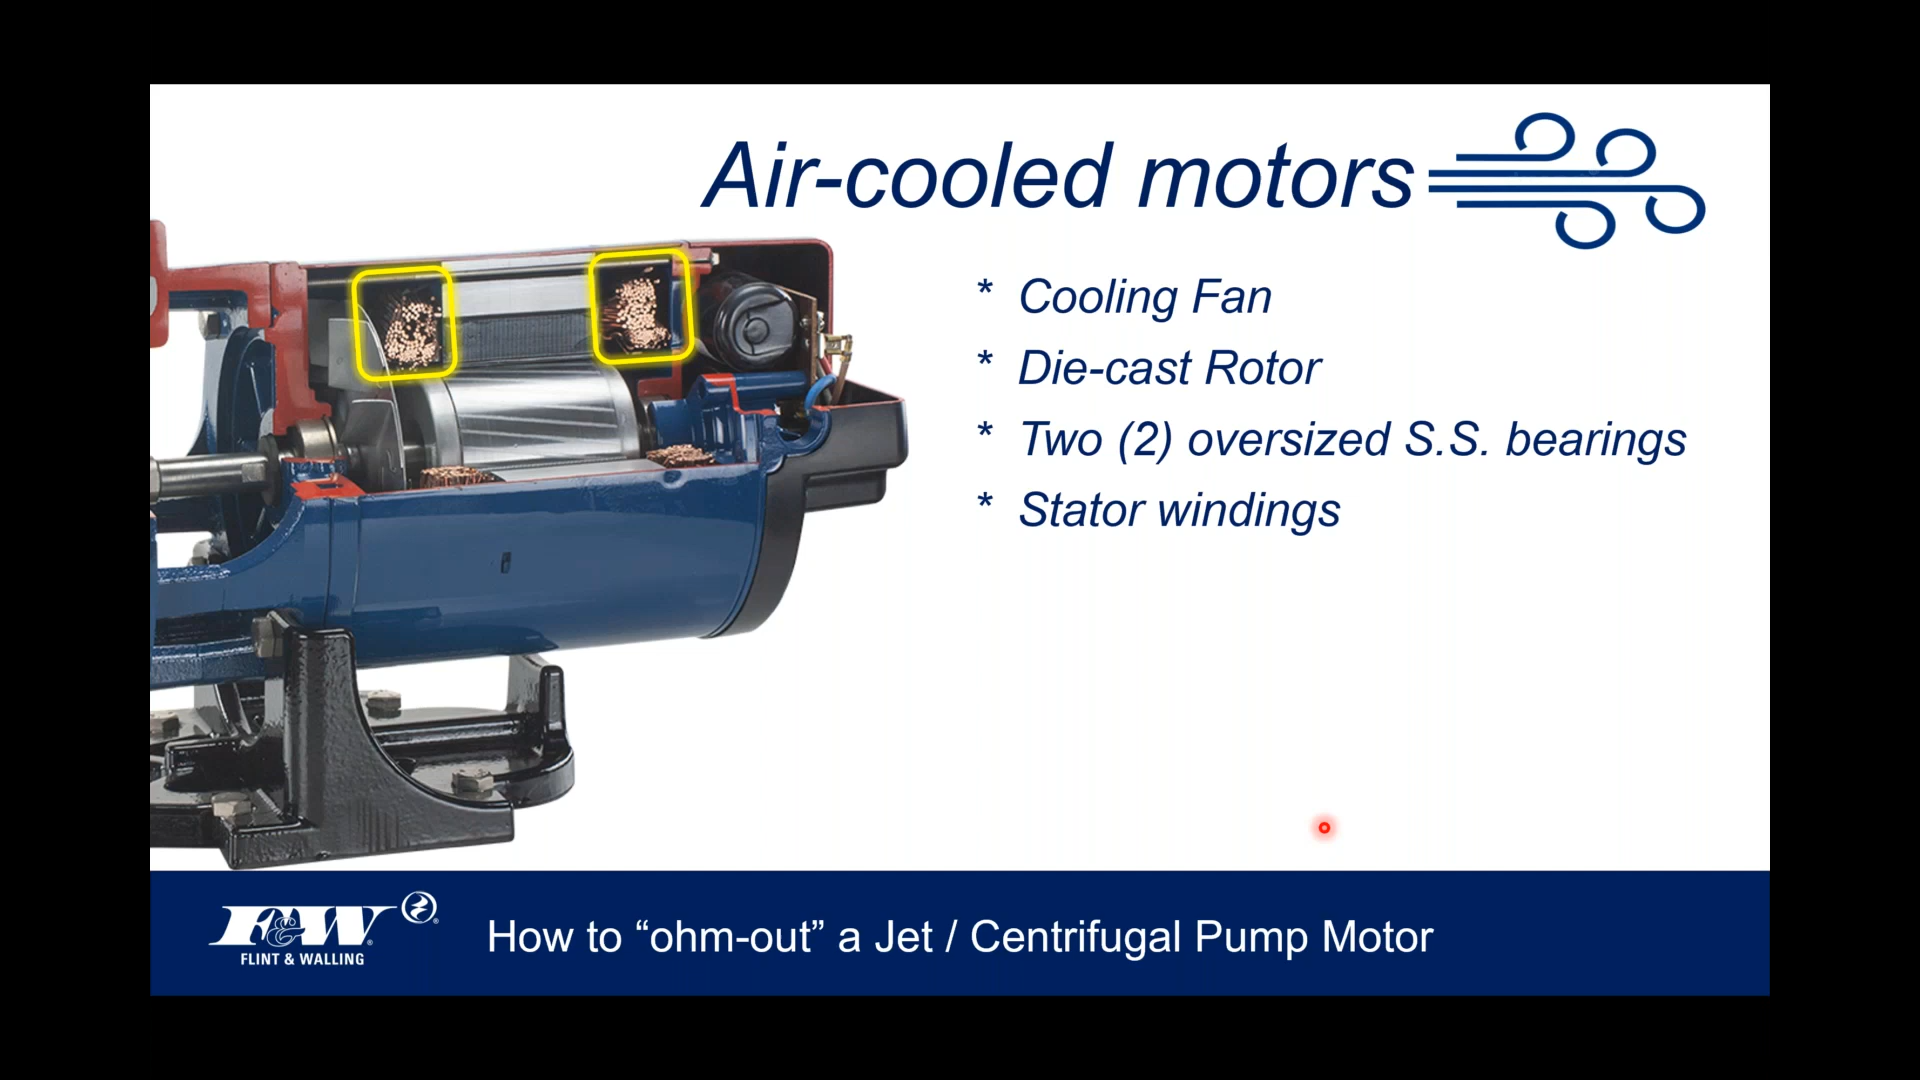 Air-cooled motors
* Cooling Fan
* Die-cast Rotor
* Two (2) oversized S.S. bearings
* Stator windings
F&W®
FLINT & WALLING
How to “ohm-out” a Jet / Centrifugal Pump Motor